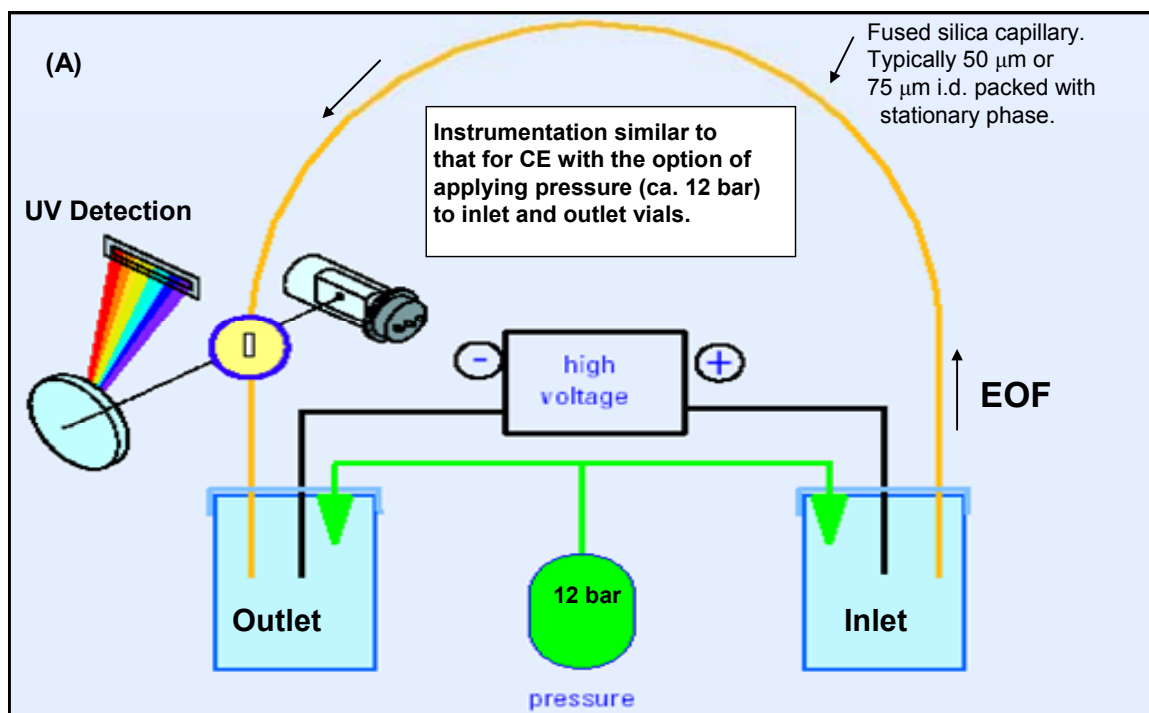 (A)
Fused silica capillary.
Typically 50 μm or
75 μm i.d. packed with
stationary phase.
Instrumentation similar to
that for CE with the option of
applying pressure (ca. 12 bar)
to inlet and outlet vials.
UV Detection
-
high
voltage
+
EOF
Outlet
12 bar
Inlet
pressure